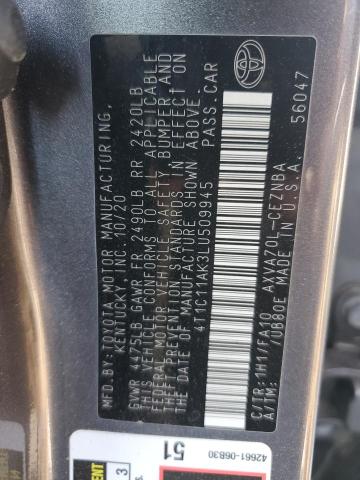 MFD. BY: TOYOTA MOTOR MANUFACTURING,
KENTUCKY, INC. 10/20
GVWR 4475LB GAWR FR 2490LB RR 2420LB
THIS VEHICLE CONFORMS TO ALL APPLICABLE
FEDERAL MOTOR VEHICLE SAFETY BUMPER, AND
THEFT PREVENTION STANDARDS IN EFFECT ON
THE DATE OF MANUFACTURE SHOWN ABOVE.
4T1C11AK3LU509945 PASS.CAR
56047
C/TR:1H17FA10 AXVA70L-CEZNBA
A/TM: /UB80E MADE IN U.S.A.
42661-06B30
51
3